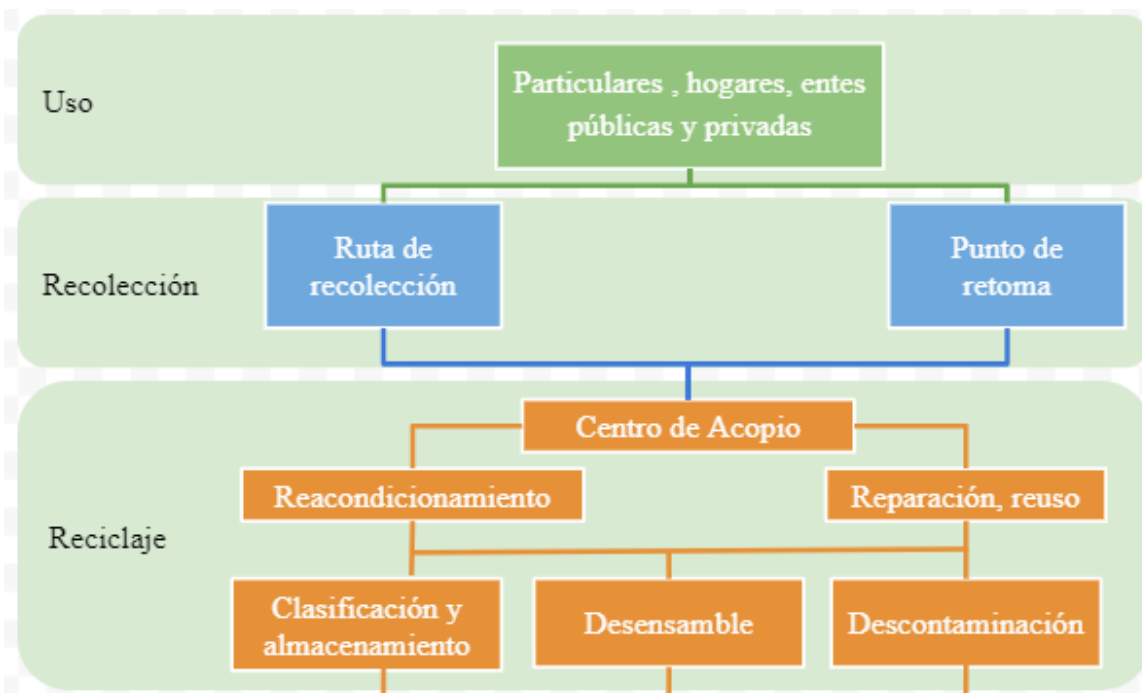 Uso
Particulares , hogares, entes
públicas y privadas
Recolección
Ruta de
recolección
Punto de
retoma
Reciclaje
Centro de Acopio
Reacondicionamiento
Reparación, reuso
Clasificación y
almacenamiento
Desensamble
Descontaminación